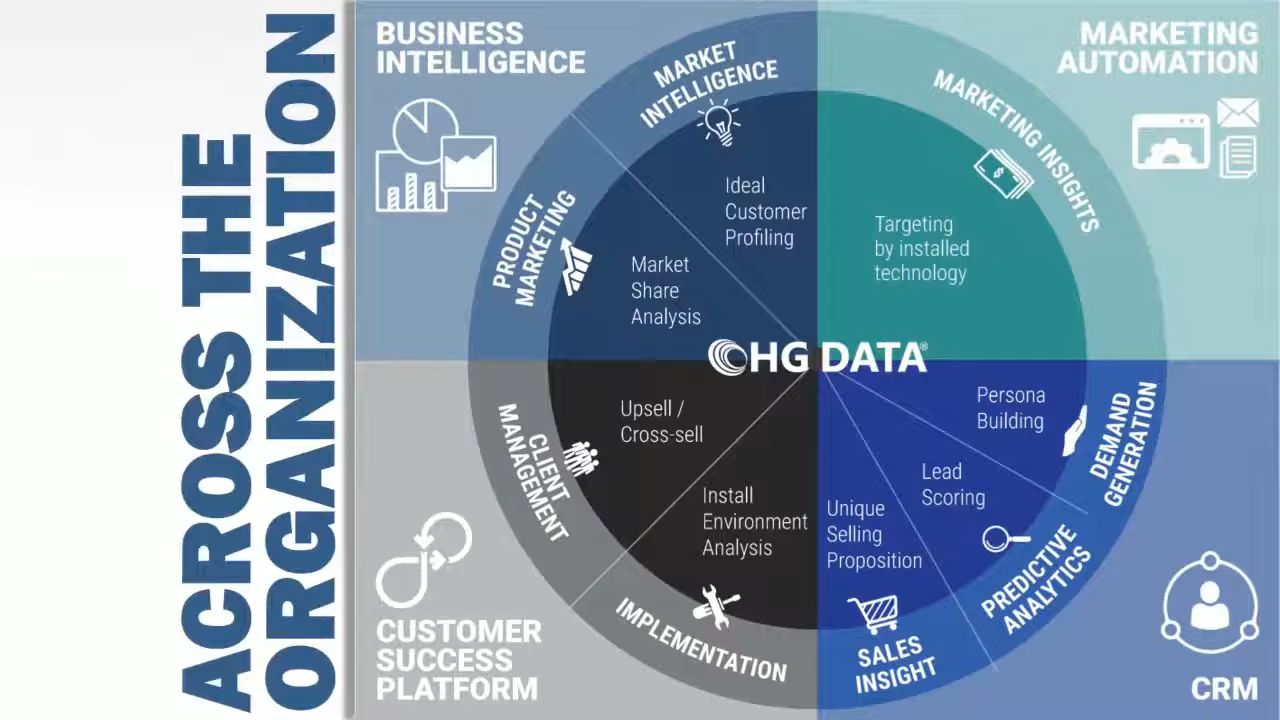 ACROSS THE
ORGANIZATION
BUSINESS
INTELLIGENCE
MARKET
INTELLIGENCE
Ideal
Customer
Profiling
PRODUCT
MARKETING
Market
Share
Analysis
MARKETING
AUTOMATION
MARKETING INSIGHTS
$
Targeting
by installed
technology
HG DATA®
CLIENT
MANAGEMENT
Upsell /
Cross-sell
IMPLEMENTATION
Install
Environment
Analysis
CUSTOMER
SUCCESS
PLATFORM
DEMAND
GENERATION
Persona
Building
PREDICTIVE
ANALYTICS
Lead
Scoring
SALES
INSIGHT
Unique
Selling
Proposition
CRM